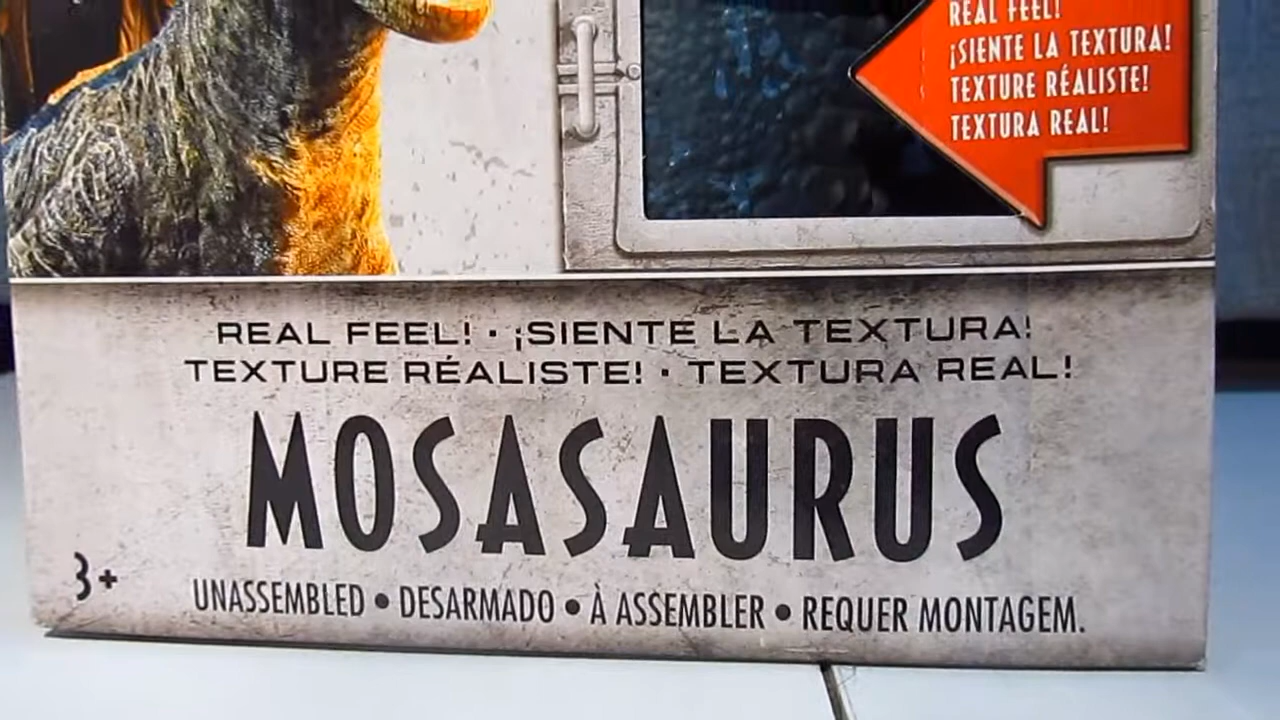 REAL FEEL!
¡SIENTE LA TEXTURA!
TEXTURE RÉALISTE!
TEXTURA REAL!
REAL FEEL! · ¡SIENTE LA TEXTURA!
TEXTURE RÉALISTE! · TEXTURA REAL!
MOSASAURUS
3+
UNASSEMBLED • DESARMADO • À ASSEMBLER • REQUER MONTAGEM.